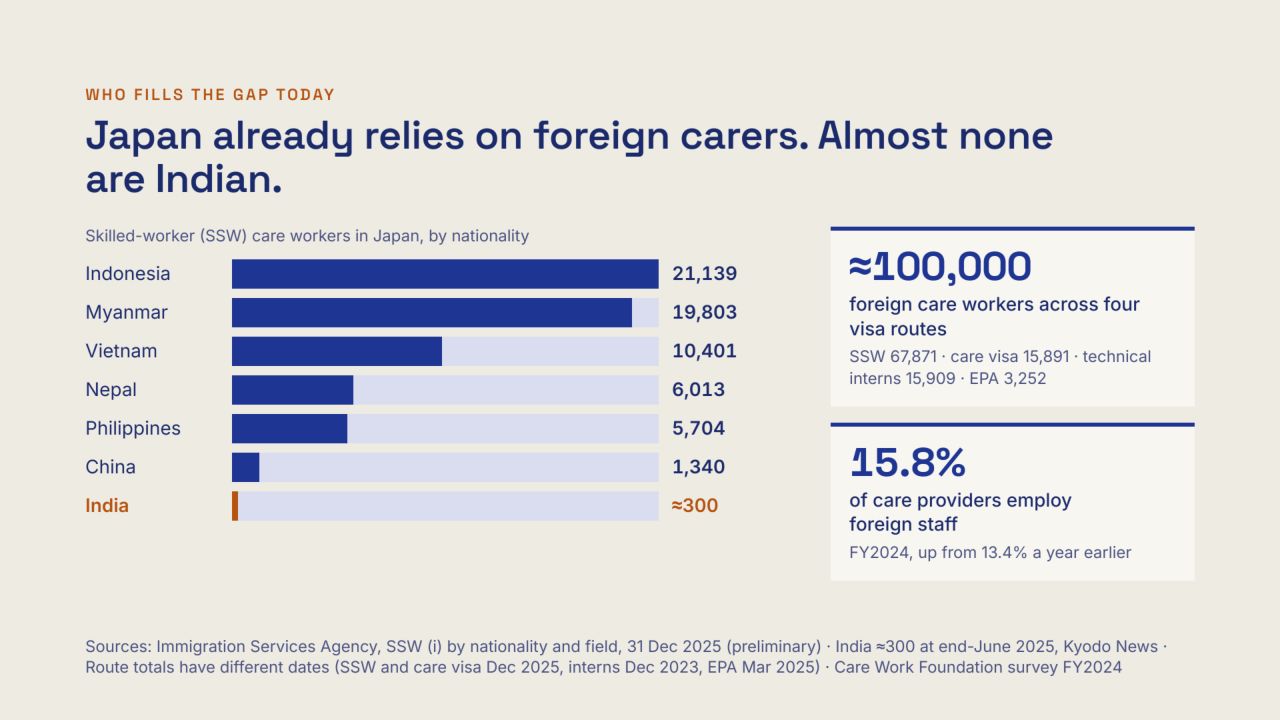 WHO FILLS THE GAP TODAY
Japan already relies on foreign carers. Almost none
are Indian.
Skilled-worker (SSW) care workers in Japan, by nationality
Indonesia 21,139
Myanmar 19,803
Vietnam 10,401
Nepal 6,013
Philippines 5,704
China 1,340
India ≈300
≈100,000
foreign care workers across four
visa routes
SSW 67,871 · care visa 15,891 · technical
interns 15,909 · EPA 3,252
15.8%
of care providers employ
foreign staff
FY2024, up from 13.4% a year earlier
Sources: Immigration Services Agency, SSW (i) by nationality and field, 31 Dec 2025 (preliminary) · India ≈300 at end-June 2025, Kyodo News ·
Route totals have different dates (SSW and care visa Dec 2025, interns Dec 2023, EPA Mar 2025) · Care Work Foundation survey FY2024